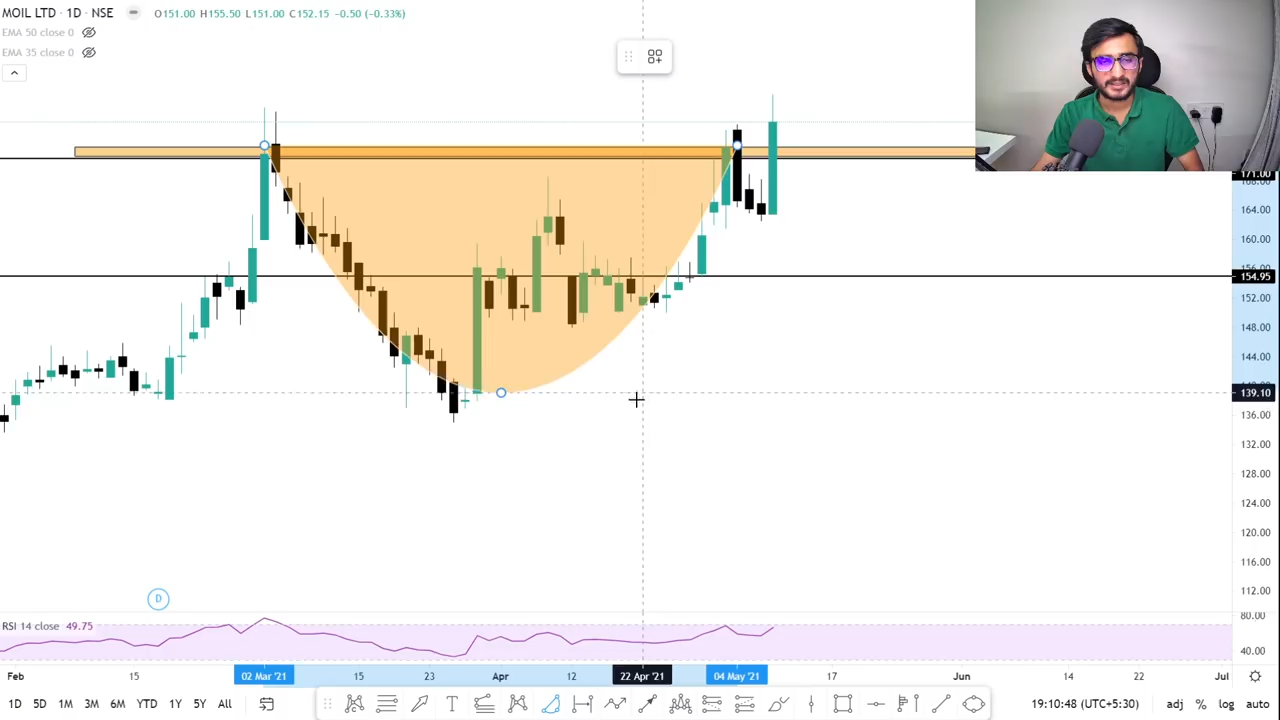 MOIL LTD · 1D · NSE O151.00 H155.50 L151.00 C152.15 -0.50 (-0.33%)
EMA 50 close 0
EMA 35 close 0
171.00
168.00
164.00
160.00
156.00
154.95
152.00
148.00
144.00
139.10
136.00
132.00
128.00
124.00
120.00
116.00
112.00
D
RSI 14 close 49.75
80.00
40.00
Feb 15 02 Mar '21 15 23 Apr 12 22 Apr '21 04 May '21 17 Jun 14 22 Jul
1D 5D 1M 3M 6M YTD 1Y 5Y All T 19:10:48 (UTC+5:30) adj % log auto